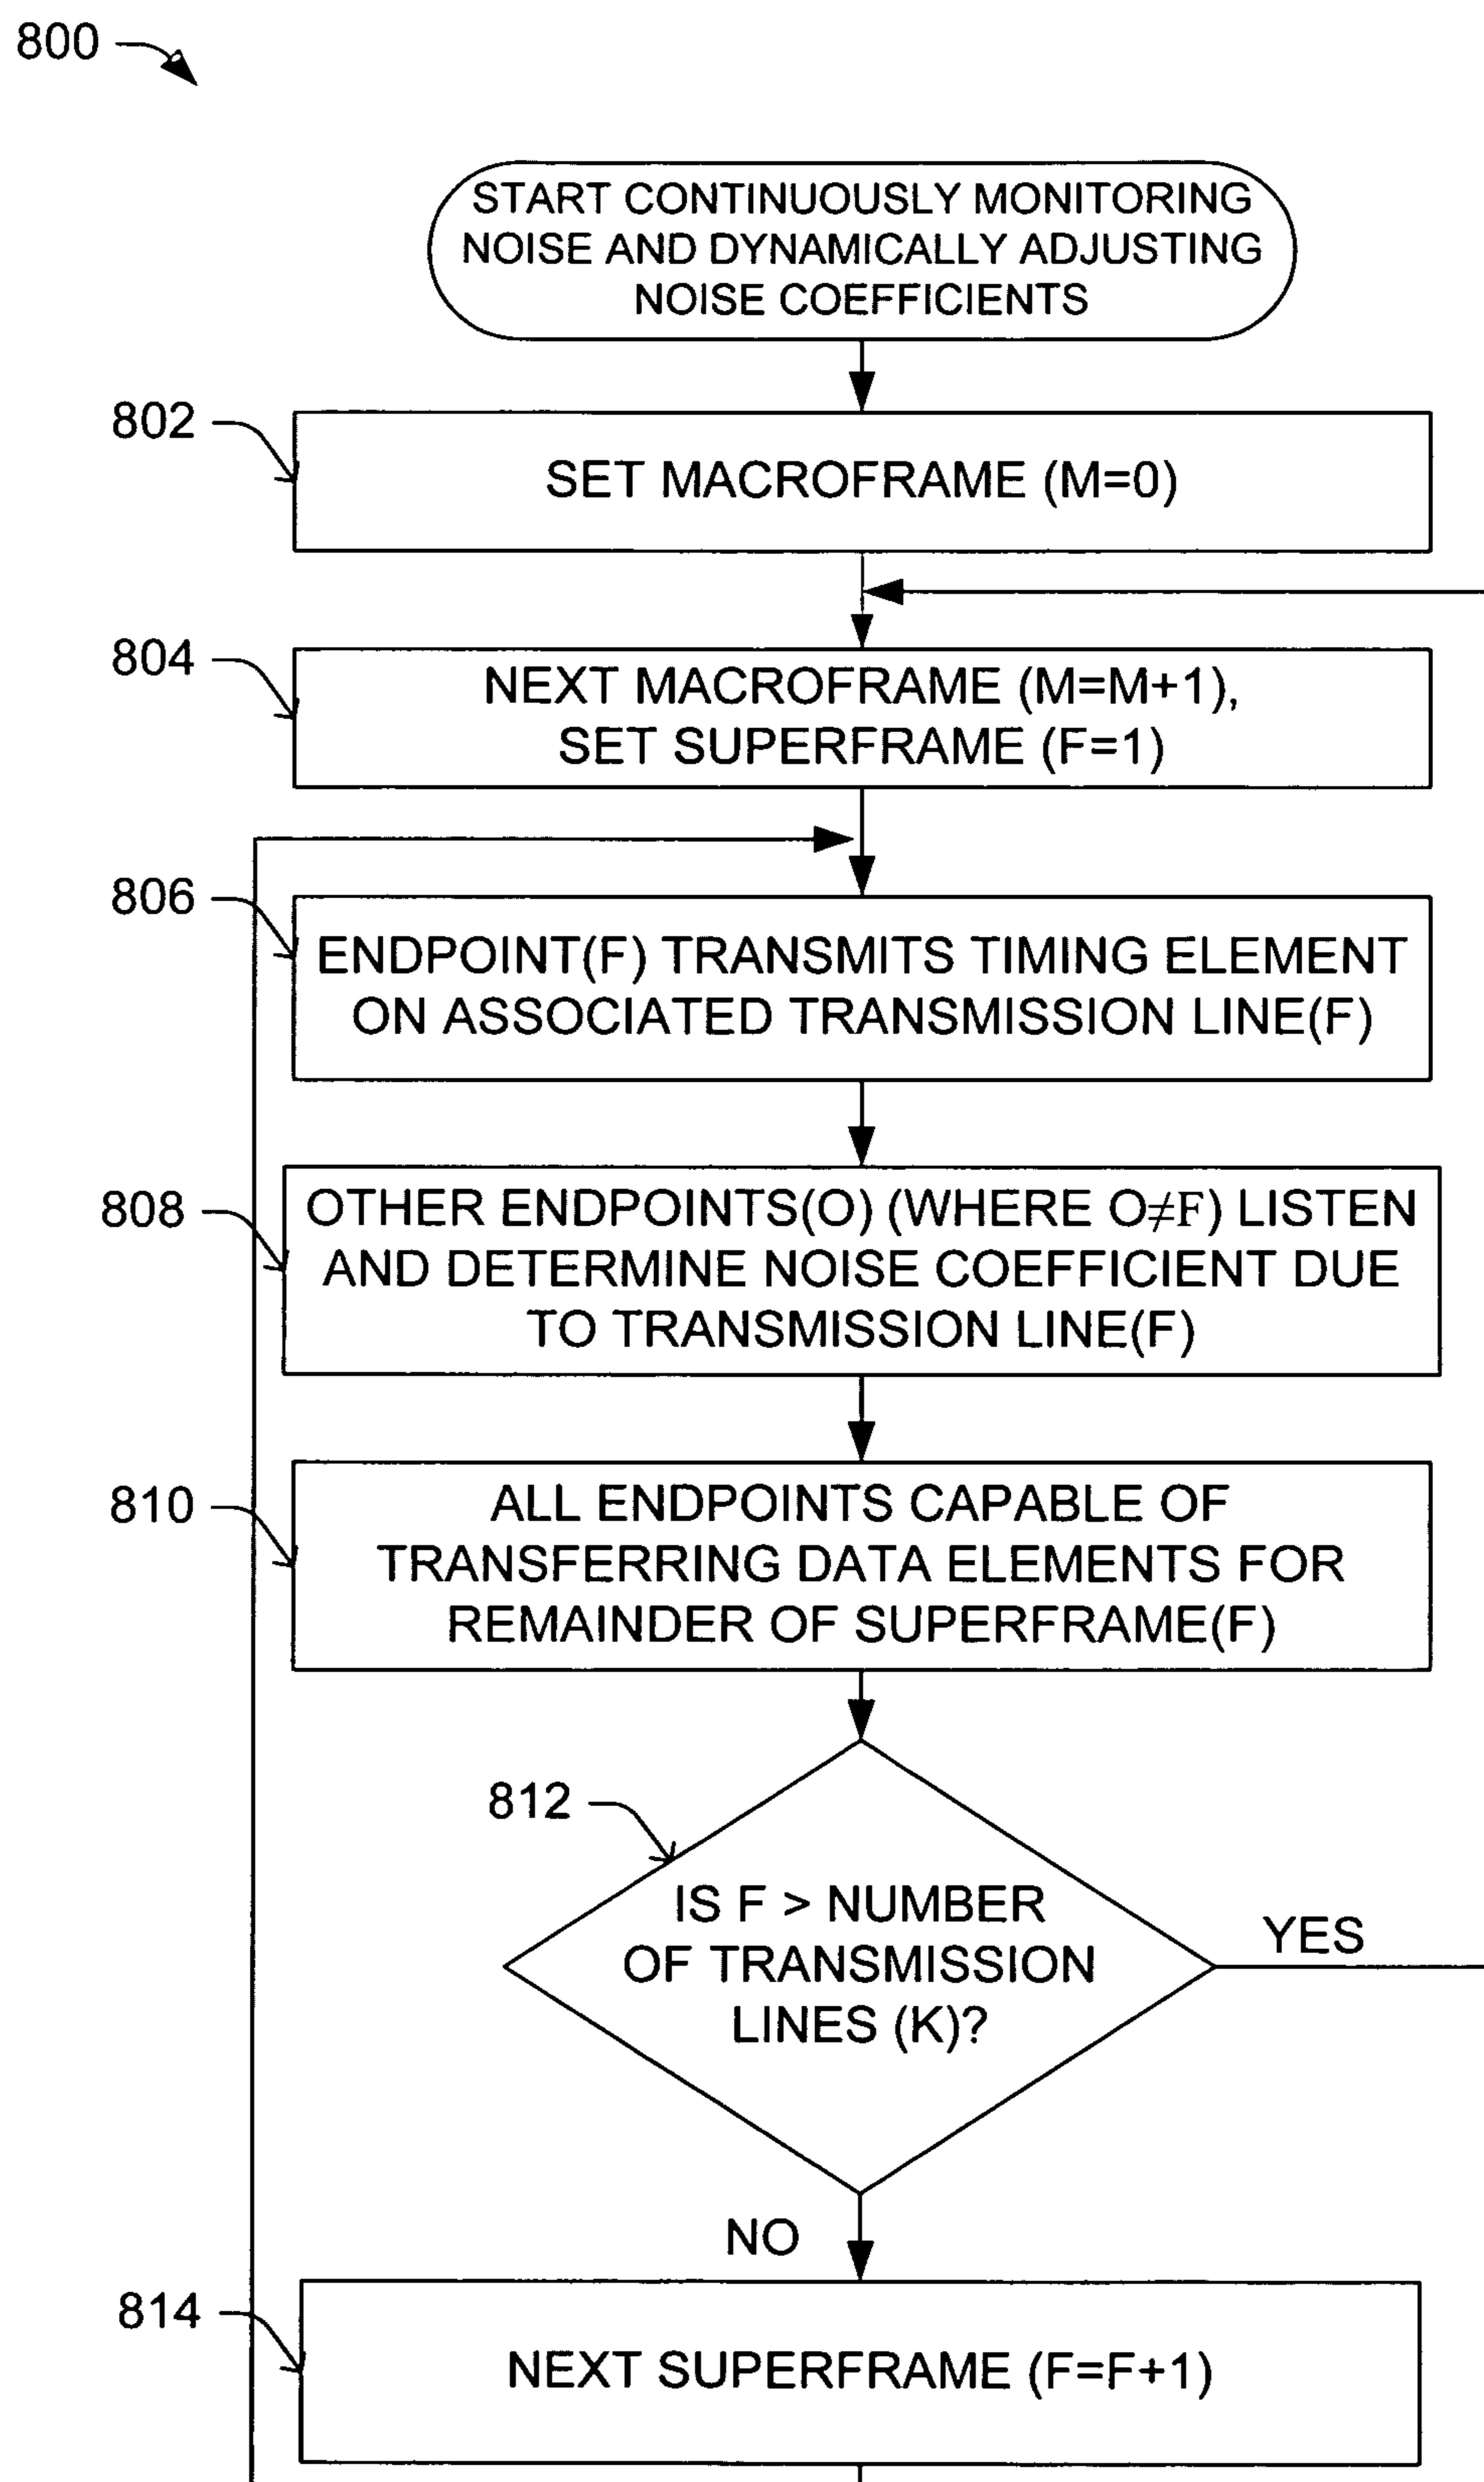 800
START CONTINUOUSLY MONITORING
NOISE AND DYNAMICALLY ADJUSTING
NOISE COEFFICIENTS
802
SET MACROFRAME (M=0)
804
NEXT MACROFRAME (M=M+1),
SET SUPERFRAME (F=1)
806
ENDPOINT(F) TRANSMITS TIMING ELEMENT
ON ASSOCIATED TRANSMISSION LINE(F)
808
OTHER ENDPOINTS(O) (WHERE O≠F) LISTEN
AND DETERMINE NOISE COEFFICIENT DUE
TO TRANSMISSION LINE(F)
810
ALL ENDPOINTS CAPABLE OF
TRANSFERRING DATA ELEMENTS FOR
REMAINDER OF SUPERFRAME(F)
812
IS F > NUMBER
OF TRANSMISSION
LINES (K)?
YES
NO
814
NEXT SUPERFRAME (F=F+1)